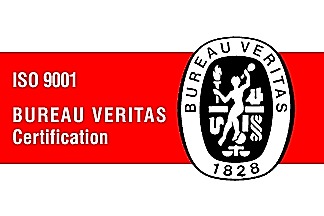 ISO 9001
BUREAU VERITAS
Certification
BUREAU VERITAS
1828